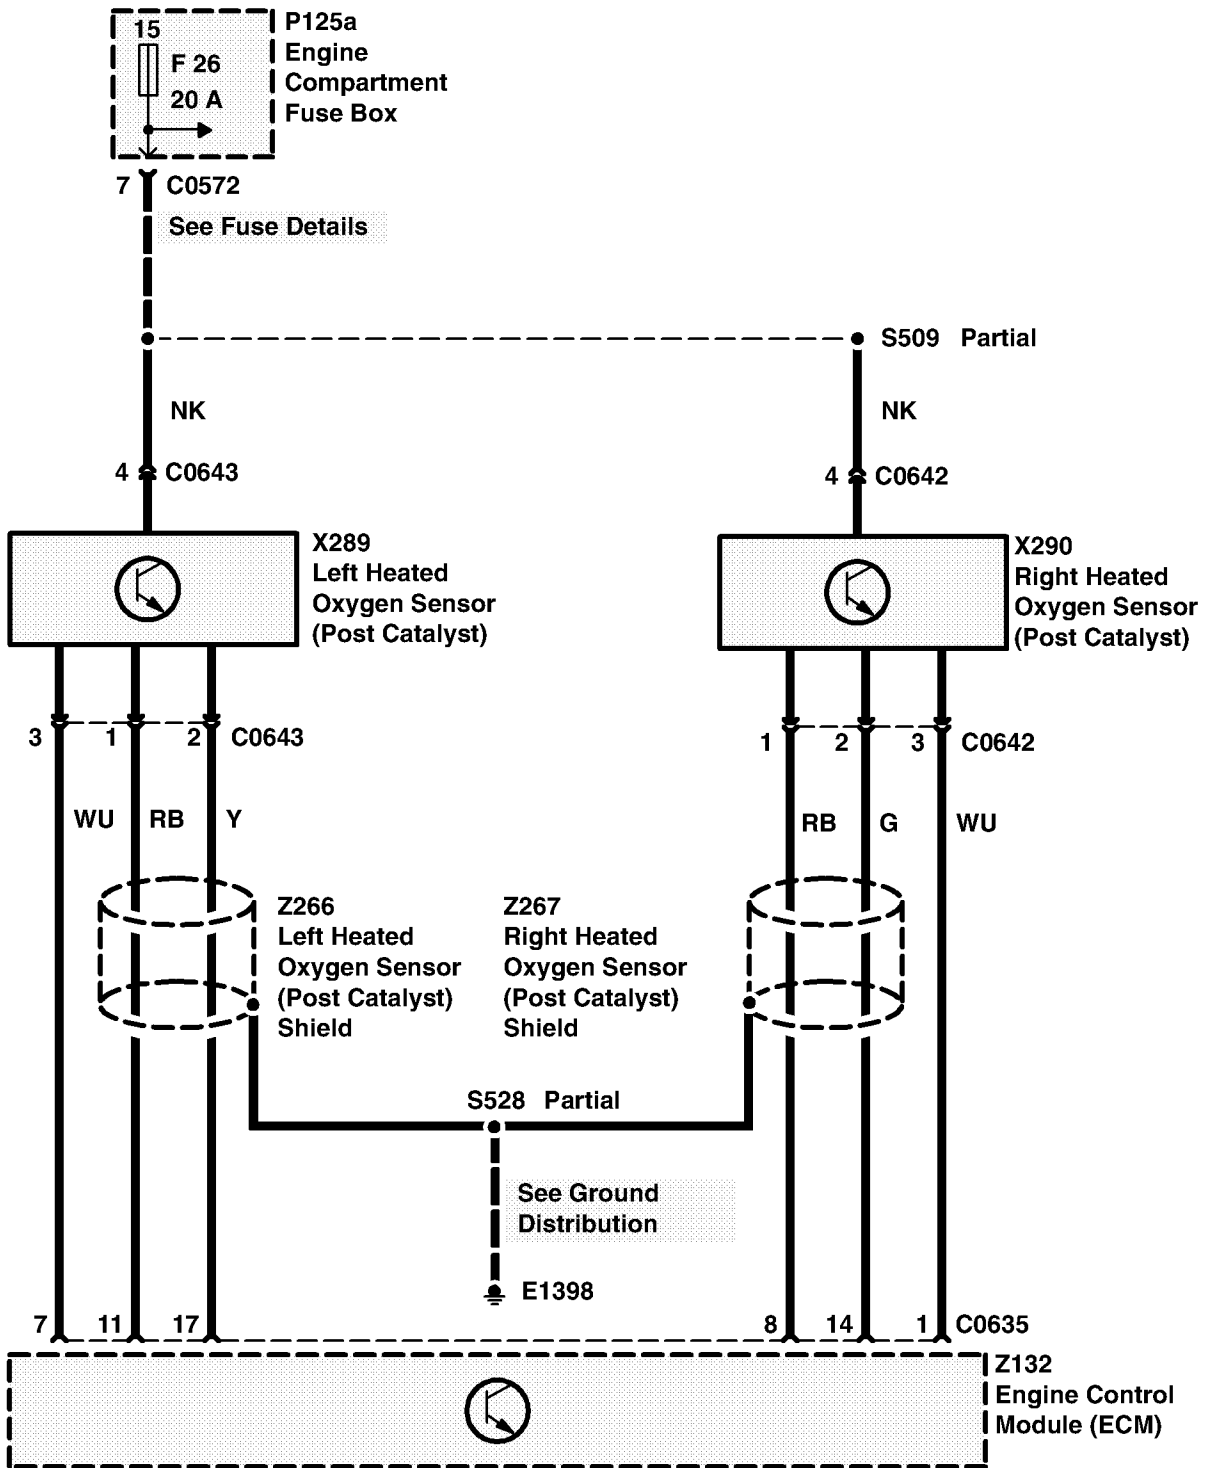 15
F 26
20 A
P125a
Engine
Compartment
Fuse Box
7 C0572
See Fuse Details
S509 Partial
NK
NK
4 C0643
4 C0642
X289
Left Heated
Oxygen Sensor
(Post Catalyst)
X290
Right Heated
Oxygen Sensor
(Post Catalyst)
3 1 2 C0643
1 2 3 C0642
WU RB Y
RB G WU
Z266
Left Heated
Oxygen Sensor
(Post Catalyst)
Shield
Z267
Right Heated
Oxygen Sensor
(Post Catalyst)
Shield
S528 Partial
See Ground
Distribution
E1398
7 11 17 8 14 1 C0635
Z132
Engine Control
Module (ECM)